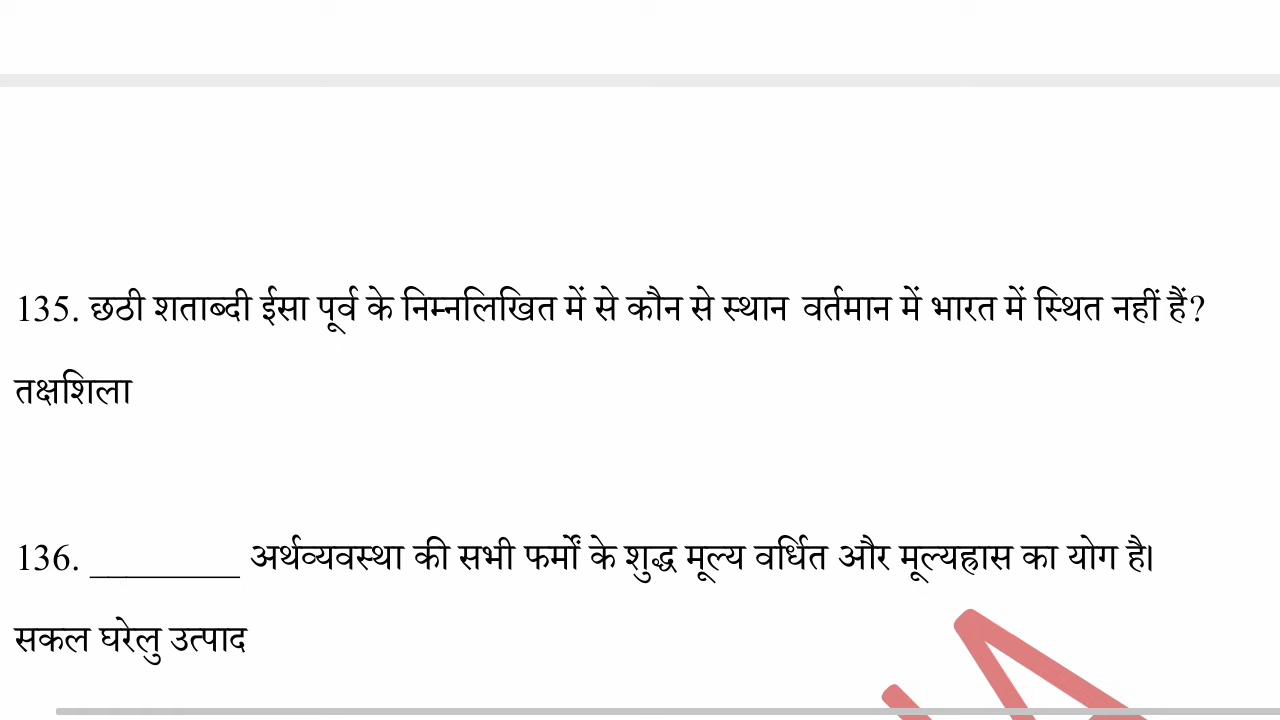 135. छठी शताब्दी ईसा पूर्व के निम्नलिखित में से कौन से स्थान वर्तमान में भारत में स्थित नहीं हैं?
तक्षशिला
136. ________ अर्थव्यवस्था की सभी फर्मों के शुद्ध मूल्य वर्धित और मूल्यह्रास का योग है।
सकल घरेलु उत्पाद